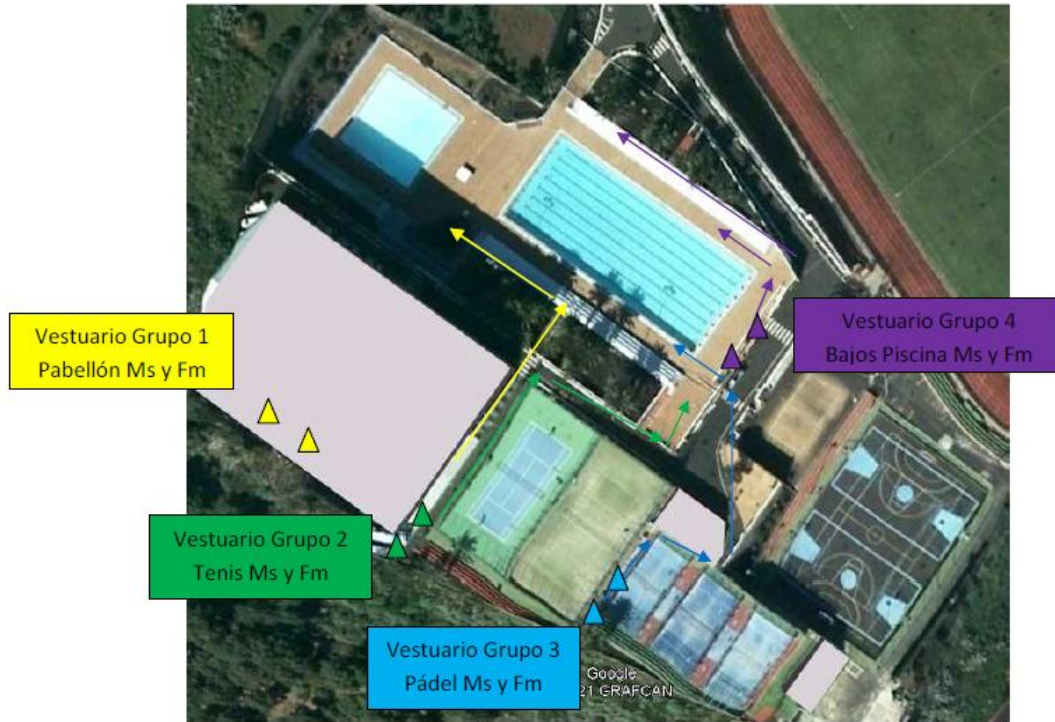 Vestuario Grupo 1
Pabellón Ms y Fm
Vestuario Grupo 4
Bajos Piscina Ms y Fm
Vestuario Grupo 2
Tenis Ms y Fm
Vestuario Grupo 3
Pádel Ms y Fm
Google
21 GRAFCAN